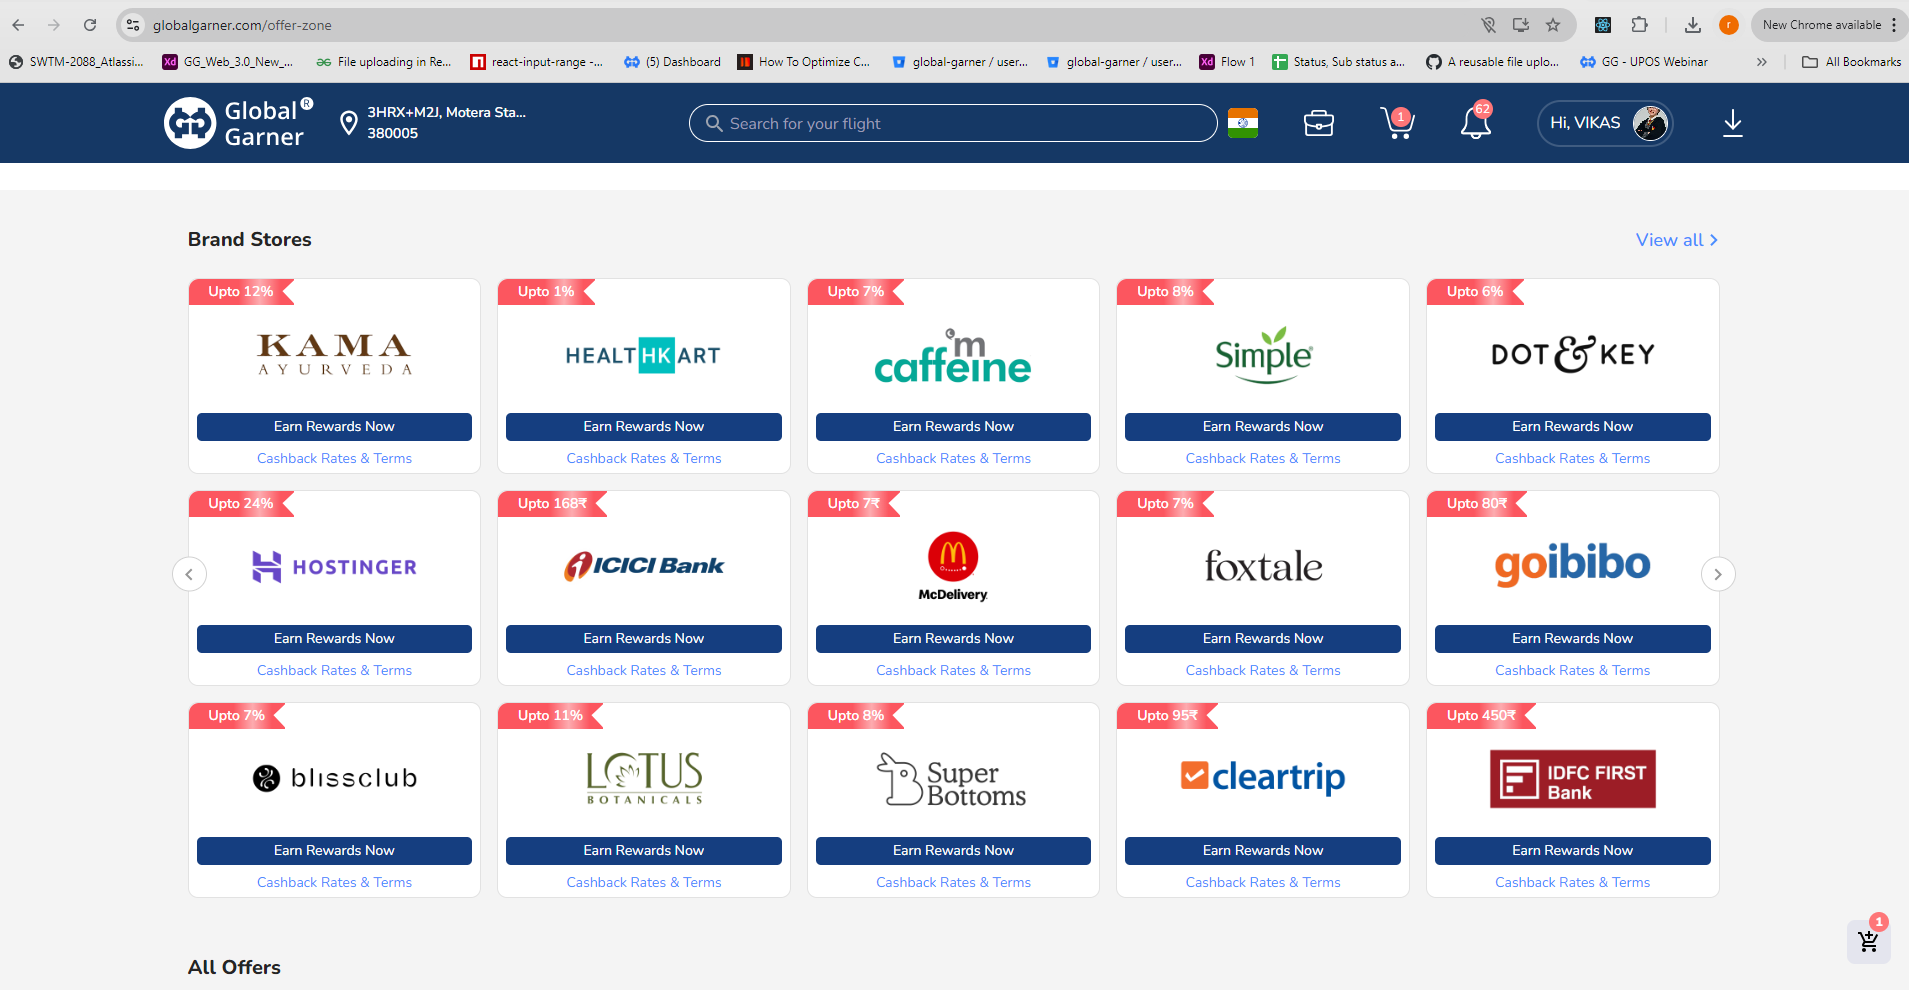 globalgarner.com/offer-zone
r
New Chrome available
SWTM-2088_Atlassi...
Xd GG_Web_3.0_New_...
File uploading in Re...
react-input-range -...
(5) Dashboard
How To Optimize C...
global-garner / user...
global-garner / user...
Xd Flow 1
Status, Sub status a...
A reusable file uplo...
GG - UPOS Webinar
All Bookmarks
Global ®
Garner
3HRX+M2J, Motera Sta...
380005
Search for your flight
1
62
Hi, VIKAS
Brand Stores
View all
Upto 12%
Upto 1%
Upto 7%
Upto 8%
Upto 6%
KAMA
AYURVEDA
HEALTHKART
'm
caffeine
Simple®
DOT & KEY
Earn Rewards Now
Earn Rewards Now
Earn Rewards Now
Earn Rewards Now
Earn Rewards Now
Cashback Rates & Terms
Cashback Rates & Terms
Cashback Rates & Terms
Cashback Rates & Terms
Cashback Rates & Terms
Upto 24%
Upto 168₹
Upto 7₹
Upto 7%
Upto 80₹
HOSTINGER
ICICI Bank
McDelivery
foxtale
goibibo
Earn Rewards Now
Earn Rewards Now
Earn Rewards Now
Earn Rewards Now
Earn Rewards Now
Cashback Rates & Terms
Cashback Rates & Terms
Cashback Rates & Terms
Cashback Rates & Terms
Cashback Rates & Terms
Upto 7%
Upto 11%
Upto 8%
Upto 95₹
Upto 450₹
blissclub
LOTUS
BOTANICALS
Super
Bottoms
cleartrip
IDFC FIRST
Bank
Earn Rewards Now
Earn Rewards Now
Earn Rewards Now
Earn Rewards Now
Earn Rewards Now
Cashback Rates & Terms
Cashback Rates & Terms
Cashback Rates & Terms
Cashback Rates & Terms
Cashback Rates & Terms
1
All Offers